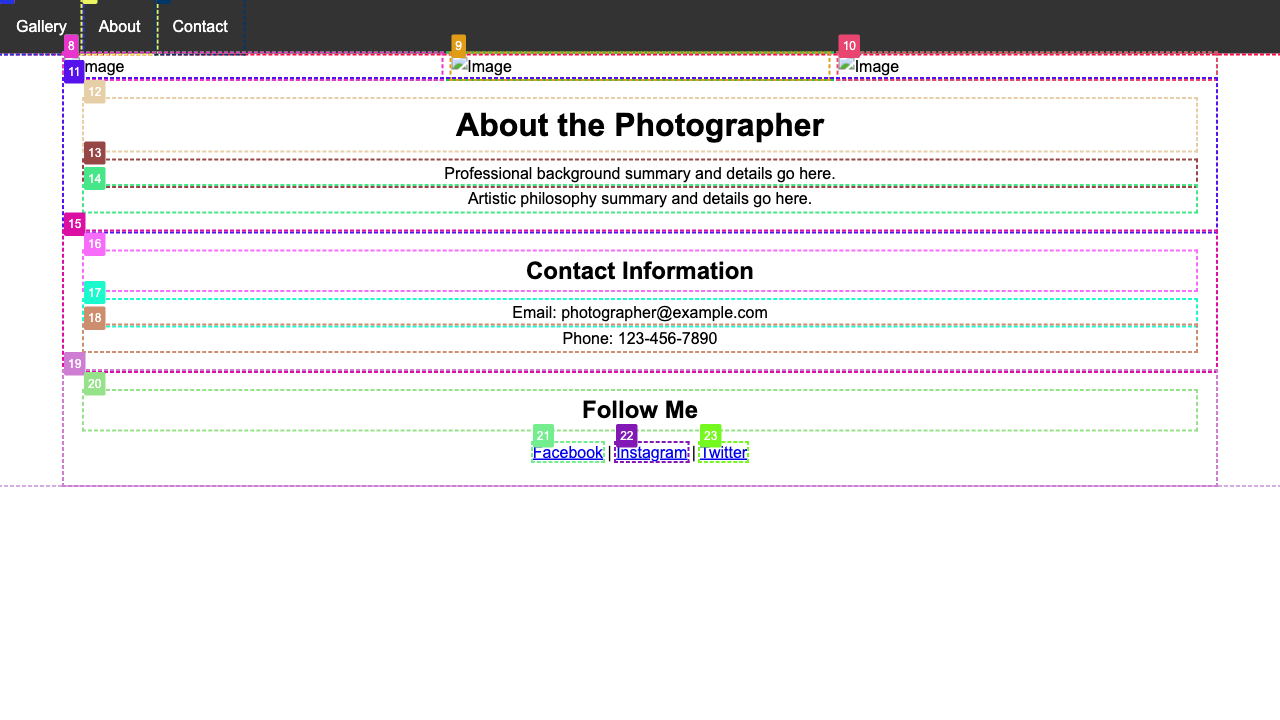 Gallery About Contact
8 9 10
Image Image
11 mage
12
About the Photographer
13
Professional background summary and details go here.
14
Artistic philosophy summary and details go here.
15
16
Contact Information
17
Email: photographer@example.com
18
Phone: 123-456-7890
19
20
Follow Me
21 22 23
Facebook | Instagram | Twitter